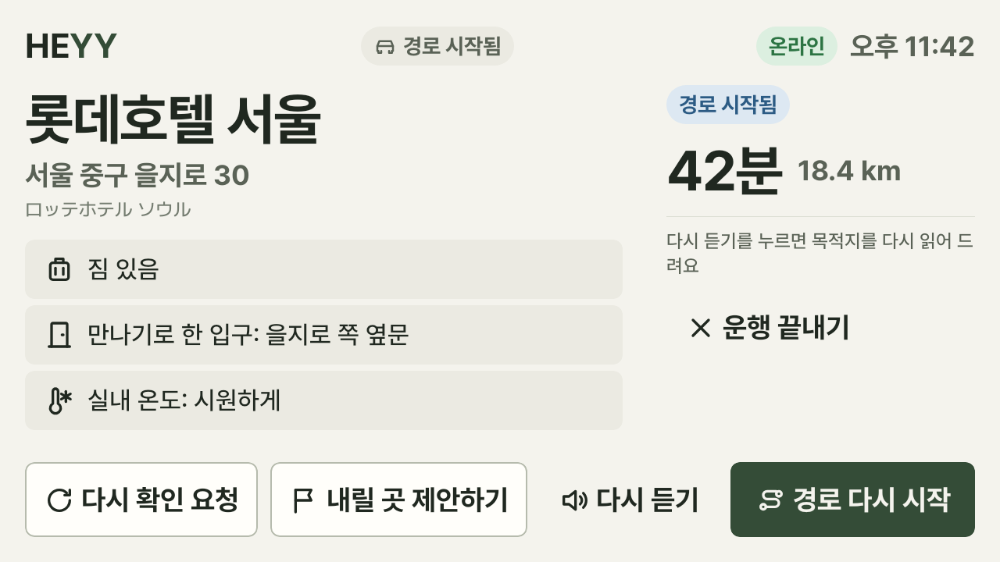 HEYY
경로 시작됨
온라인 오후 11:42
롯데호텔 서울
서울 중구 을지로 30
ロッテホテル ソウル
짐 있음
만나기로 한 입구: 을지로 쪽 옆문
실내 온도: 시원하게
경로 시작됨
42분 18.4 km
다시 듣기를 누르면 목적지를 다시 읽어 드
려요
운행 끝내기
다시 확인 요청
내릴 곳 제안하기
다시 듣기
경로 다시 시작